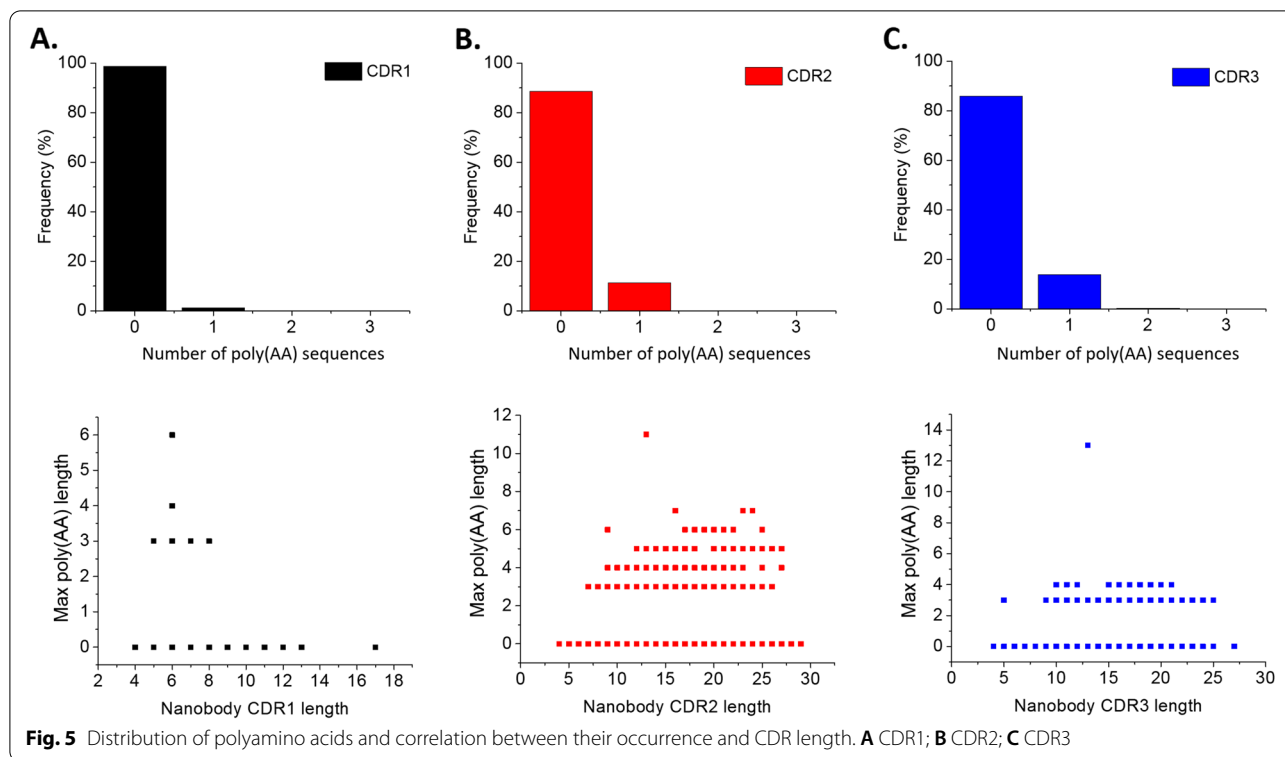 A.
100
80
60
40
20
0
Frequency (%)
CDR1
0 1 2 3
Number of poly(AA) sequences
B.
100
80
60
40
20
0
Frequency (%)
CDR2
0 1 2 3
Number of poly(AA) sequences
C.
100
80
60
40
20
0
Frequency (%)
CDR3
0 1 2 3
Number of poly(AA) sequences
6
5
4
3
2
1
0
Max poly(AA) length
2 4 6 8 10 12 14 16 18
Nanobody CDR1 length
12
10
8
6
4
2
0
Max poly(AA) length
0 5 10 15 20 25 30
Nanobody CDR2 length
14
12
10
8
6
4
2
0
Max poly(AA) length
0 5 10 15 20 25 30
Nanobody CDR3 length
Fig. 5 Distribution of polyamino acids and correlation between their occurrence and CDR length. A CDR1; B CDR2; C CDR3